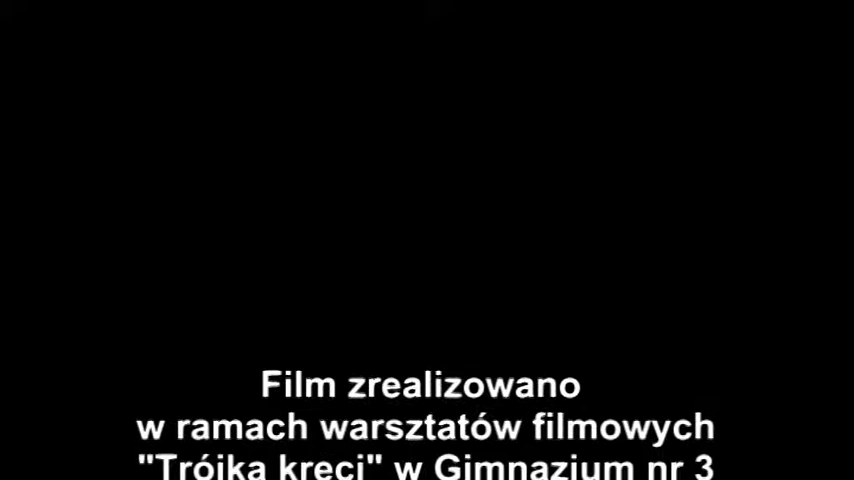 Film zrealizowano
w ramach warsztatów filmowych
"Trójka kręci" w Gimnazjum nr 3